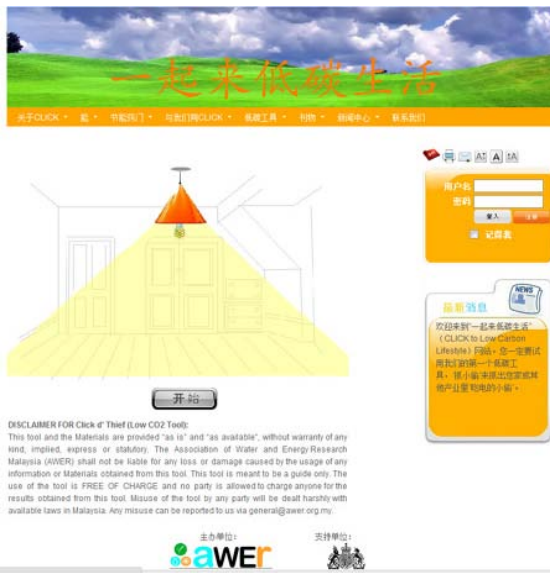 一起来低碳生活
关于CLICK
能
节能窍门
与我们同CLICK
低碳工具
刊物
新闻中心
联系我们
用户名
密码
登入
注册
记得我
NEWS
最新消息
欢迎来到“一起来低碳生活”
(CLICK to Low Carbon
Lifestyle)网站。您一定要试
用我们的第一个低碳工
具,‘抓小偷’来抓出您家或其
他产业里‘吃电的小偷’。
开始
DISCLAIMER FOR Click d' Thief (Low CO2 Tool):
This tool and the Materials are provided "as is" and "as available", without warranty of any
kind, implied, express or statutory. The Association of Water and Energy Research
Malaysia (AWER) shall not be liable for any loss or damage caused by the usage of any
information or Materials obtained from this tool. This tool is meant to be a guide only. The
use of the tool is FREE OF CHARGE and no party is allowed to charge anyone for the
results obtained from this tool. Misuse of the tool by any party will be dealt harshly with
available laws in Malaysia. Any misuse can be reported to us via general@awer.org.my.
主办单位:
支持单位:
awer